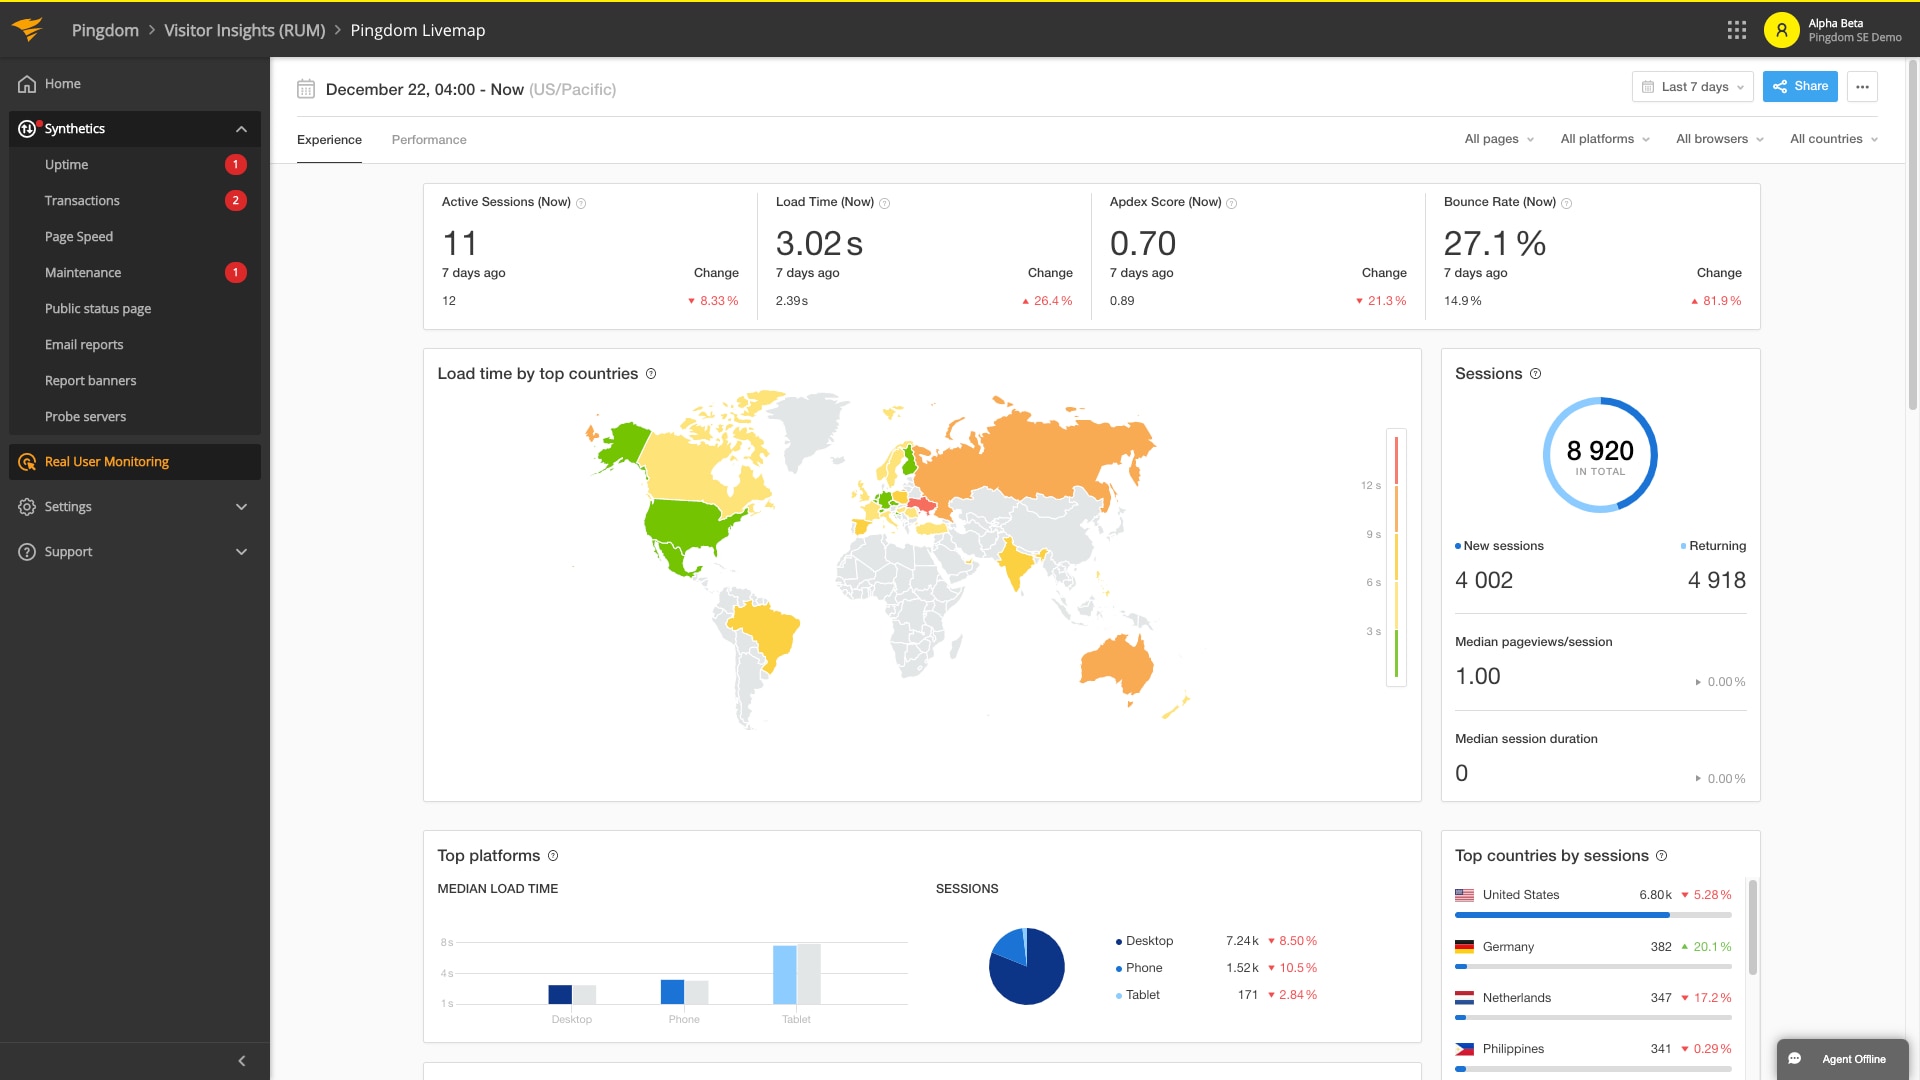 Pingdom > Visitor Insights (RUM) > Pingdom Livemap
Alpha Beta
Pingdom SE Demo
Home
Synthetics
Uptime 1
Transactions 2
Page Speed
Maintenance 1
Public status page
Email reports
Report banners
Probe servers
Real User Monitoring
Settings
Support
December 22, 04:00 - Now (US/Pacific)
Last 7 days
Share
Experience
Performance
All pages
All platforms
All browsers
All countries
Active Sessions (Now)
11
7 days ago Change
12 8.33 %
Load Time (Now)
3.02 s
7 days ago Change
2.39 s 26.4 %
Apdex Score (Now)
0.70
7 days ago Change
0.89 21.3 %
Bounce Rate (Now)
27.1 %
7 days ago Change
14.9 % 81.9 %
Load time by top countries
12 s
9 s
6 s
3 s
Sessions
8 920
IN TOTAL
New sessions Returning
4 002 4 918
Median pageviews/session
1.00 0.00 %
Median session duration
0 0.00 %
Top platforms
MEDIAN LOAD TIME
8 s
4 s
1 s
Desktop Phone Tablet
SESSIONS
Desktop 7.24 k 8.50 %
Phone 1.52 k 10.5 %
Tablet 171 2.84 %
Top countries by sessions
United States 6.80 k 5.28 %
Germany 382 20.1 %
Netherlands 347 17.2 %
Philippines 341 0.29 %
Agent Offline